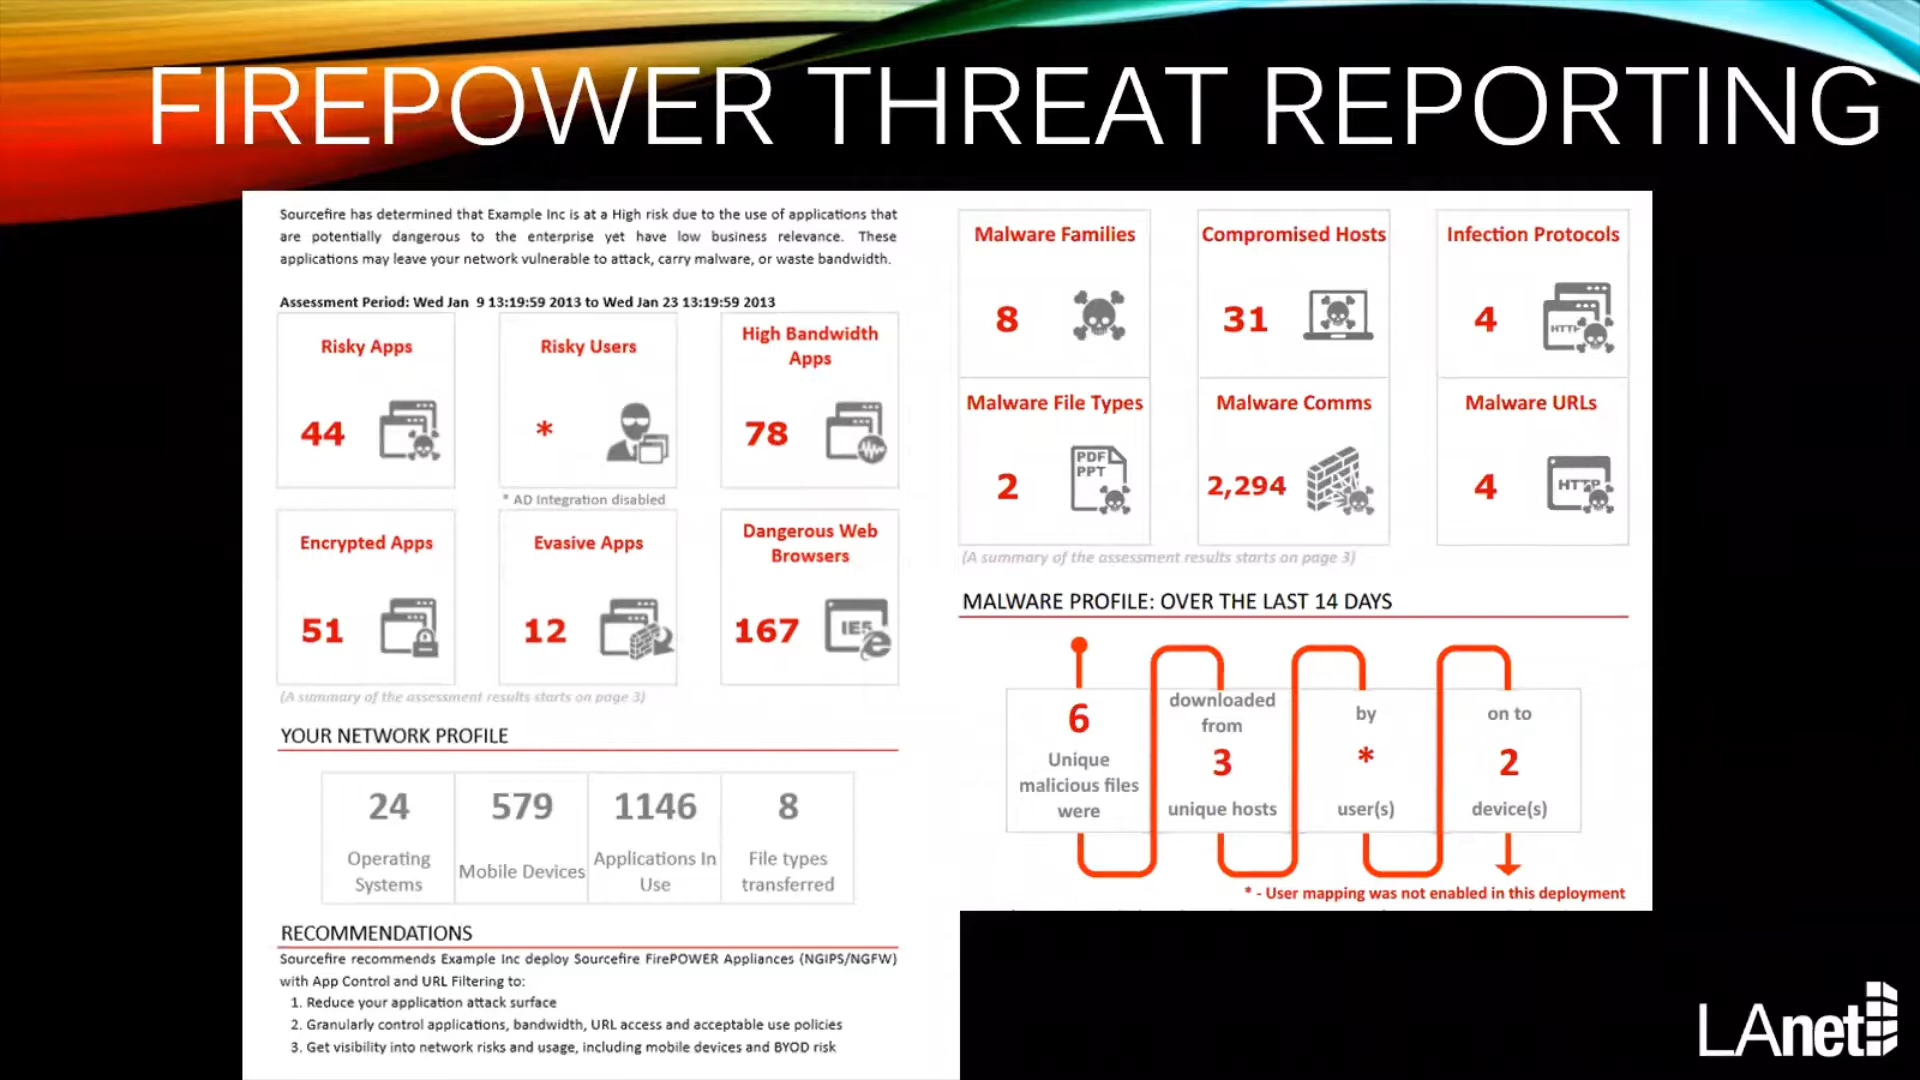 FIREPOWER THREAT REPORTING
Sourcefire has determined that Example Inc is at a High risk due to the use of applications that
are potentially dangerous to the enterprise yet have low business relevance. These
applications may leave your network vulnerable to attack, carry malware, or waste bandwidth.
Assessment Period: Wed Jan 9 13:19:59 2013 to Wed Jan 23 13:19:59 2013
Risky Apps
44
Risky Users
*
* AD Integration disabled
High Bandwidth
Apps
78
Encrypted Apps
51
Evasive Apps
12
Dangerous Web
Browsers
167
IE5
(A summary of the assessment results starts on page 3)
YOUR NETWORK PROFILE
24
Operating
Systems
579
Mobile Devices
1146
Applications In
Use
8
File types
transferred
RECOMMENDATIONS
Sourcefire recommends Example Inc deploy Sourcefire FirePOWER Appliances (NGIPS/NGFW)
with App Control and URL Filtering to:
1. Reduce your application attack surface
2. Granularly control applications, bandwidth, URL access and acceptable use policies
3. Get visibility into network risks and usage, including mobile devices and BYOD risk
Malware Families
8
Compromised Hosts
31
Infection Protocols
4
HTTP
Malware File Types
2
PDF
PPT
Malware Comms
2,294
Malware URLs
4
HTTP
(A summary of the assessment results starts on page 3)
MALWARE PROFILE: OVER THE LAST 14 DAYS
6
Unique
malicious files
were
downloaded
from
3
unique hosts
by
*
user(s)
on to
2
device(s)
* - User mapping was not enabled in this deployment
LAnet